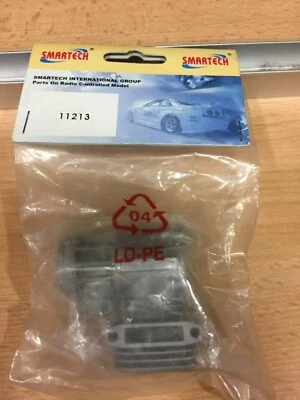 SMARTECH SMARTECH
SMARTECH INTERNATIONAL GROUP
Parts On Radio Controlled Model
11213
04
LD-PE